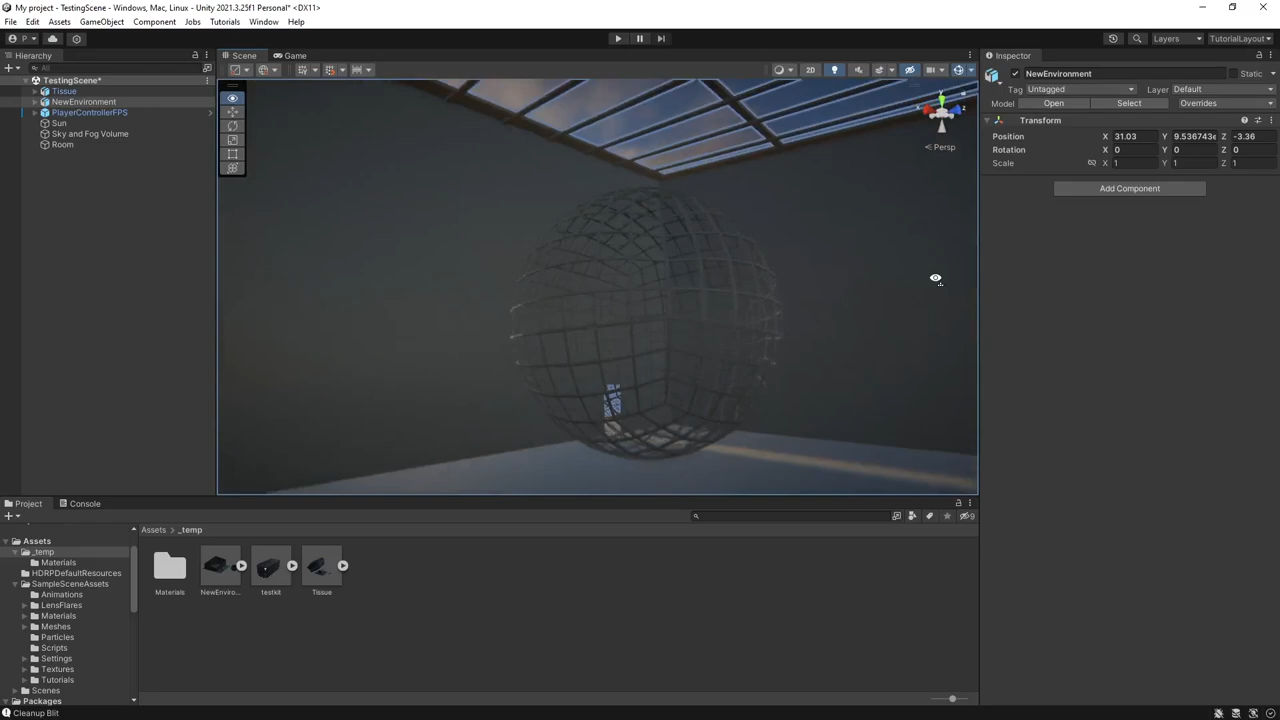 My project - TestingScene - Windows, Mac, Linux - Unity 2021.3.25f1 Personal* <DX11>
File Edit Assets GameObject Component Jobs Tutorials Window Help
P Layers TutorialLayout
Hierarchy
All
TestingScene*
Tissue
NewEnvironment
PlayerControllerFPS
Sun
Sky and Fog Volume
Room
Scene Game
2D
y
x
z
Persp
Inspector
NewEnvironment Static
Tag Untagged Layer Default
Model Open Select Overrides
Transform
Position X 31.03 Y 9.536743e Z -3.36
Rotation X 0 Y 0 Z 0
Scale X 1 Y 1 Z 1
Add Component
Project Console
9
Assets
_temp
Materials
HDRPDefaultResources
SampleSceneAssets
Animations
LensFlares
Materials
Meshes
Particles
Scripts
Settings
Textures
Tutorials
Scenes
Packages
Assets > _temp
Materials NewEnviro... testkit Tissue
Cleanup Blit